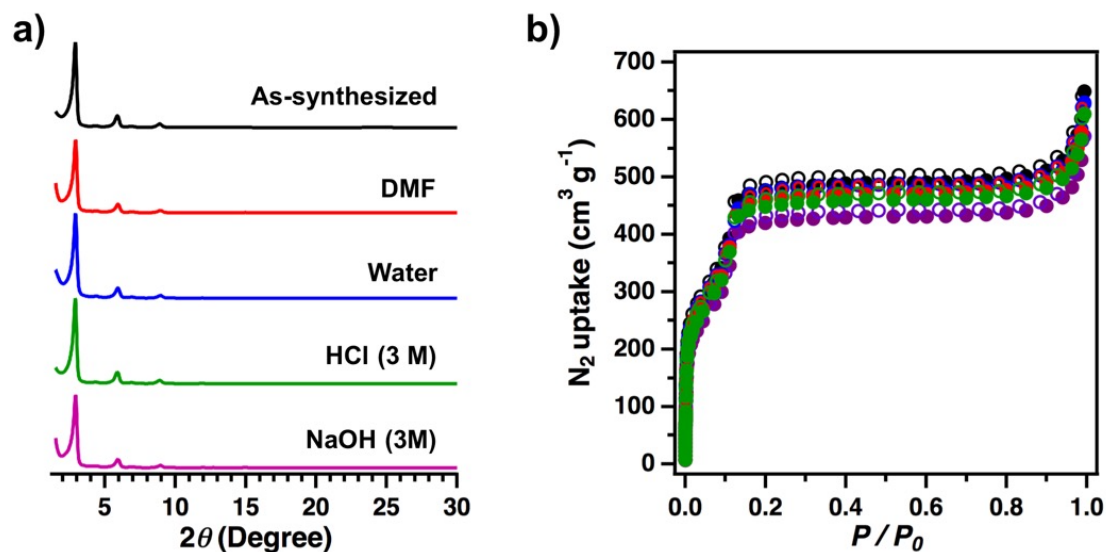 a)
As-synthesized
DMF
Water
HCl (3 M)
NaOH (3M)
5 10 15 20 25 30
2θ (Degree)
b)
700
600
500
400
300
200
100
0
N₂ uptake (cm³ g⁻¹)
0.0 0.2 0.4 0.6 0.8 1.0
P / P₀